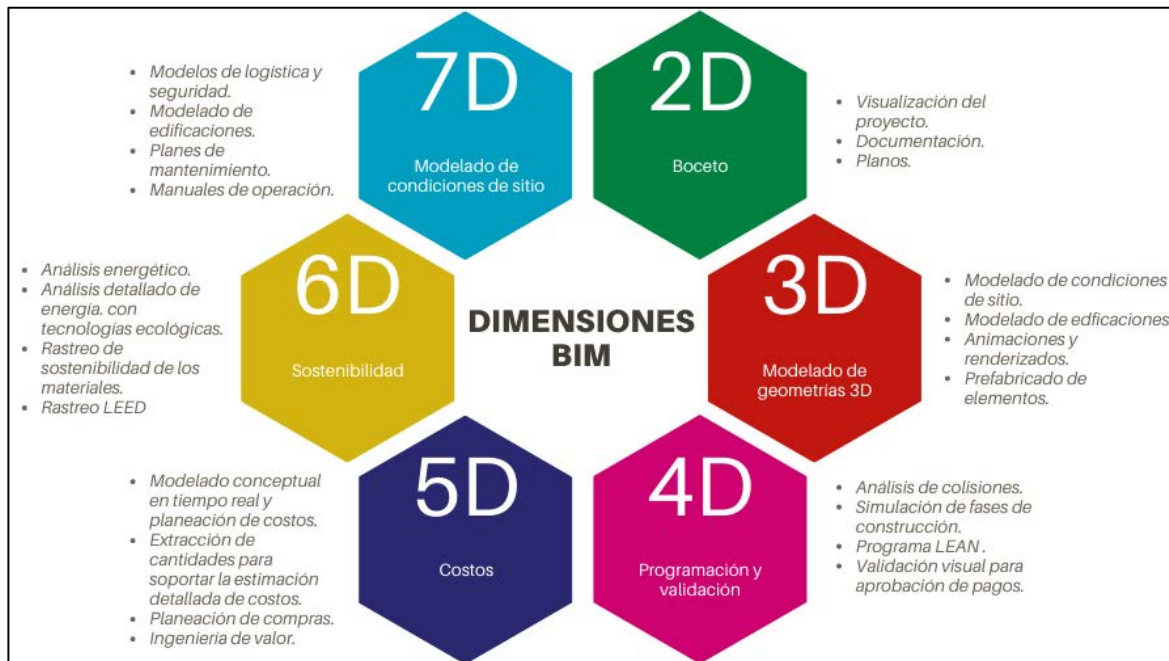 DIMENSIONES
BIM
2D
Boceto
• Visualización del
proyecto.
• Documentación.
• Planos.
3D
Modelado de
geometrías 3D
• Modelado de condiciones
de sitio.
• Modelado de edficaciones
• Animaciones y
renderizados.
• Prefabricado de
elementos.
4D
Programación y
validación
• Análisis de colisiones.
• Simulación de fases de
construcción.
• Programa LEAN .
• Validación visual para
aprobación de pagos.
5D
Costos
• Modelado conceptual
en tiempo real y
planeación de costos.
• Extracción de
cantidades para
soportar la estimación
detallada de costos.
• Planeación de compras.
• Ingeniería de valor.
6D
Sostenibilidad
• Análisis energético.
• Análisis detallado de
energía. con
tecnologías ecológicas.
• Rastreo de
sostenibilidad de los
materiales.
• Rastreo LEED
7D
Modelado de
condiciones de sitio
• Modelos de logística y
seguridad.
• Modelado de
edificaciones.
• Planes de
mantenimiento.
• Manuales de operación.